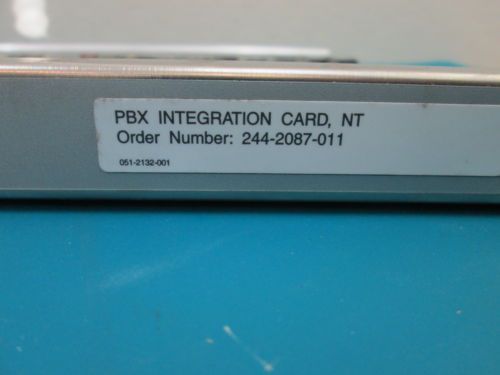 PBX INTEGRATION CARD, NT
Order Number: 244-2087-011
051-2132-001